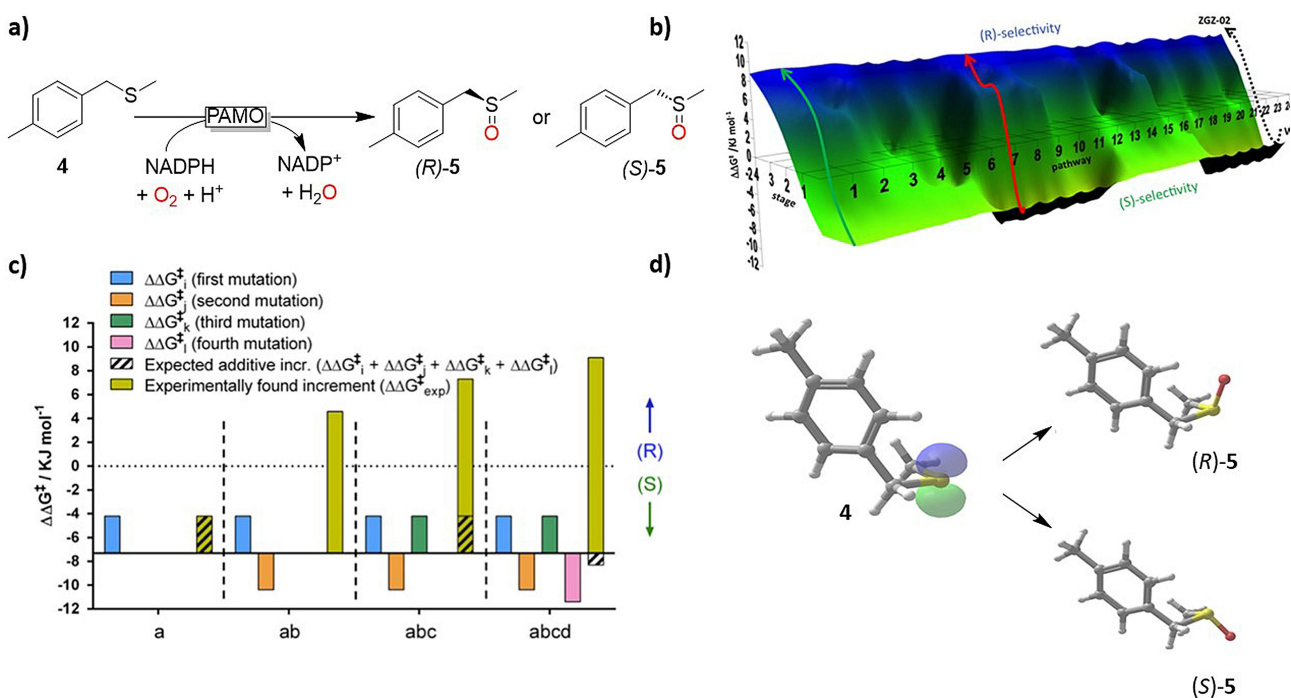 a)
S
4
PAMO
NADPH
+ O2 + H+
NADP+
+ H2O
S
O
(R)-5
or
S
O
(S)-5
b)
(R)-selectivity
ZGZ-02
12
10
8
6
4
2
0
-2
-4
-6
-8
-10
-12
ΔΔG‡ / KJ mol-1
4 3 2 1
stage
1 2 3 4 5 6 7 8 9 10 11 12 13 14 15 16 17 18 19 20 21 22 23 24
pathway
(S)-selectivity
c)
ΔΔG‡i (first mutation)
ΔΔG‡j (second mutation)
ΔΔG‡k (third mutation)
ΔΔG‡l (fourth mutation)
Expected additive incr. (ΔΔG‡i + ΔΔG‡j + ΔΔG‡k + ΔΔG‡l)
Experimentally found increment (ΔΔG‡exp)
12
10
8
6
4
2
0
-2
-4
-6
-8
-10
-12
ΔΔG‡ / KJ mol-1
a ab abc abcd
(R)
(S)
d)
4
(R)-5
(S)-5